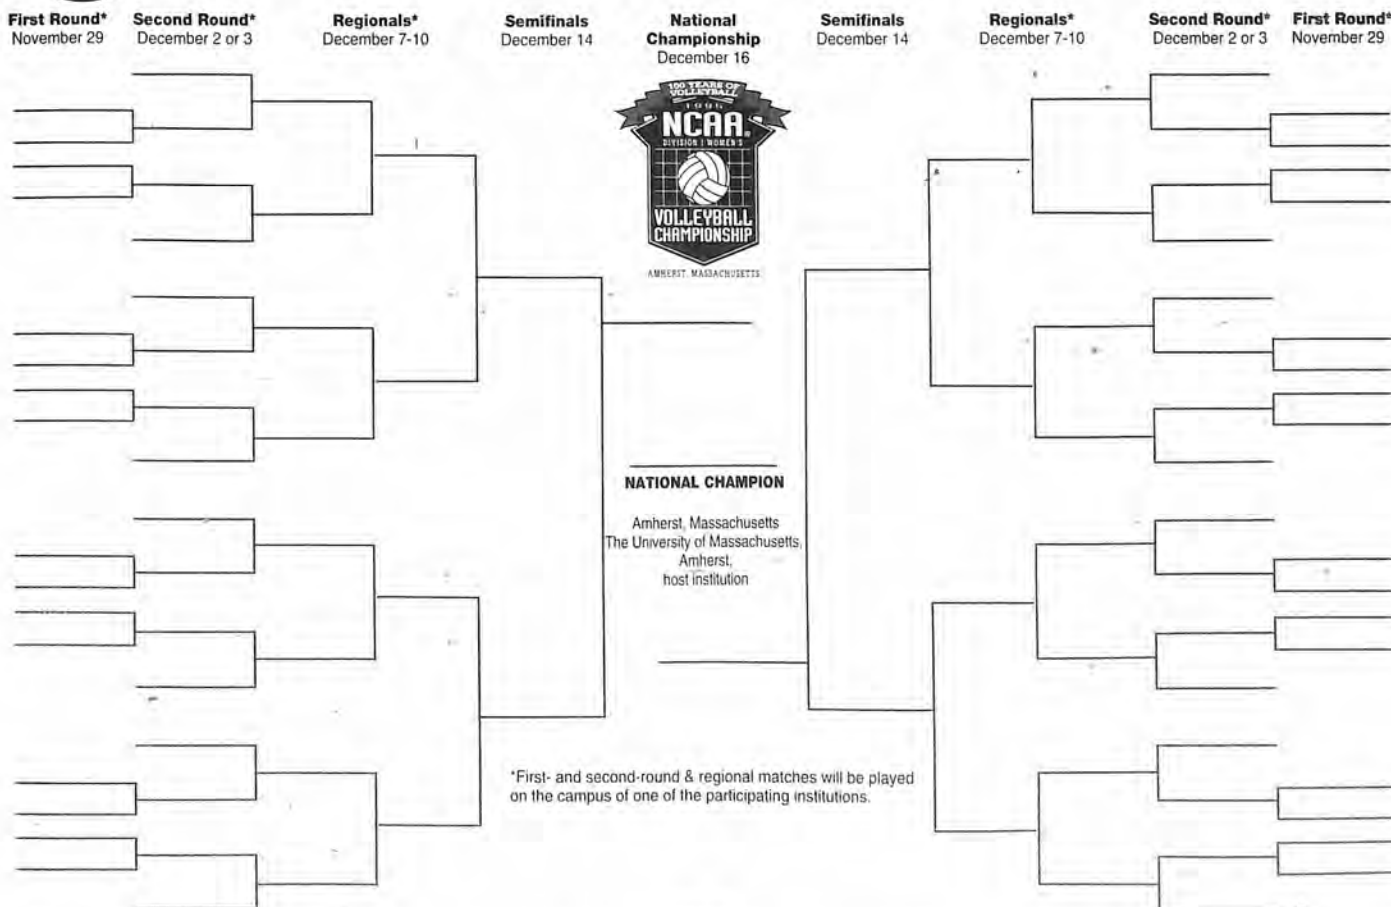 First Round*
November 29
Second Round*
December 2 or 3
Regionals*
December 7-10
Semifinals
December 14
National
Championship
December 16
Semifinals
December 14
Regionals*
December 7-10
Second Round*
December 2 or 3
First Round*
November 29
100 YEARS OF
VOLLEYBALL
1995
NCAA®
DIVISION I WOMEN'S
VOLLEYBALL
CHAMPIONSHIP
AMHERST, MASSACHUSETTS
NATIONAL CHAMPION
Amherst, Massachusetts
The University of Massachusetts,
Amherst,
host institution
*First- and second-round & regional matches will be played
on the campus of one of the participating institutions.